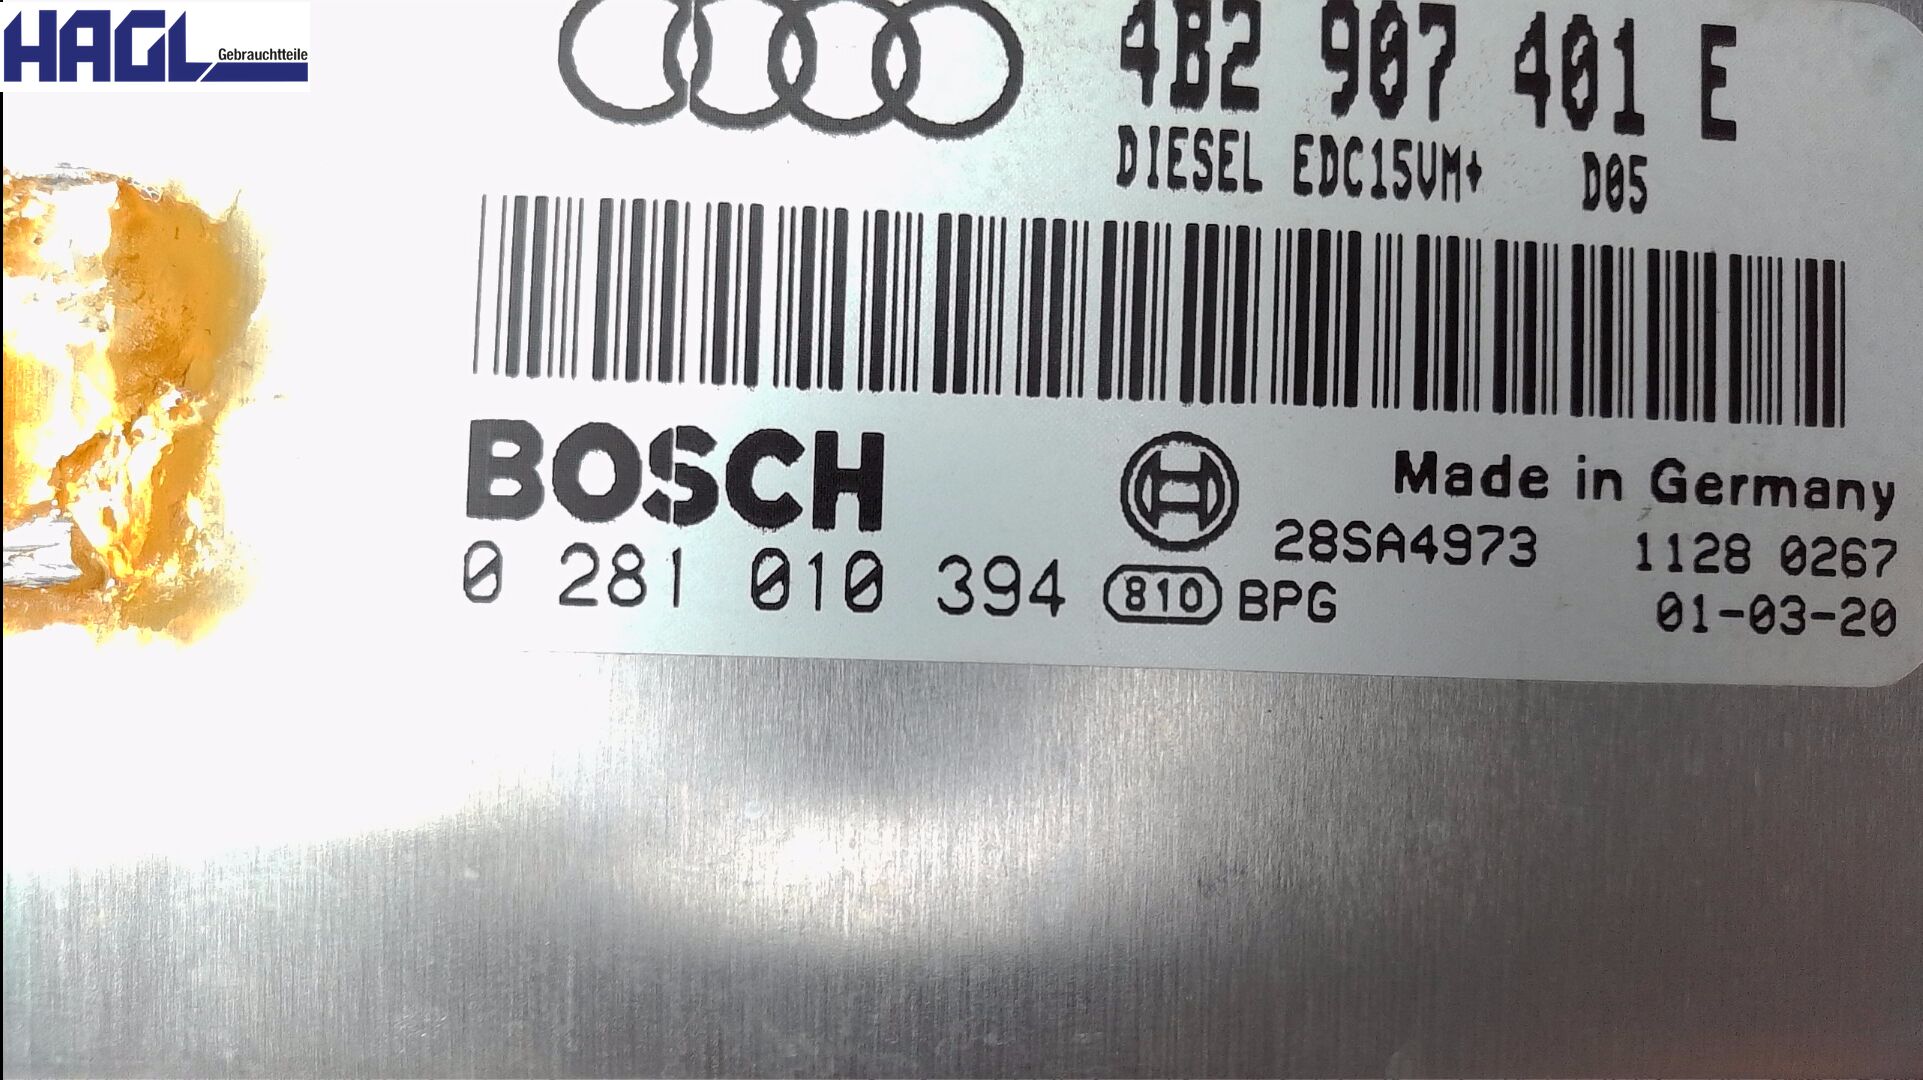 HAGL Gebrauchtteile
4B2 907 401 E
DIESEL EDC15VM+ D05
BOSCH
Made in Germany
28SA4973 1128 0267
0 281 010 394 810 BPG 01-03-20